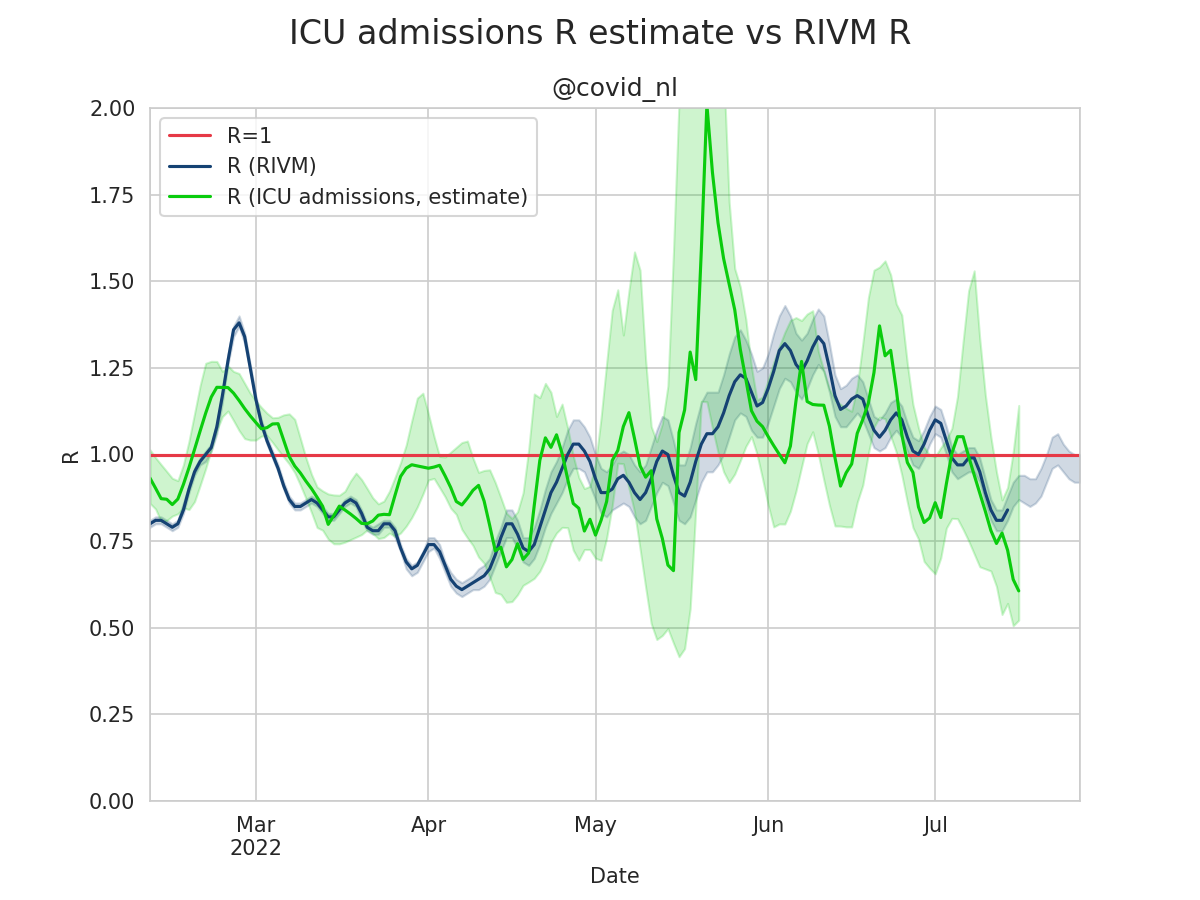 ICU admissions R estimate vs RIVM R
@covid_nl
R=1
R (RIVM)
R (ICU admissions, estimate)
2.00
1.75
1.50
1.25
1.00
0.75
0.50
0.25
0.00
R
Mar
2022
Apr
May
Jun
Jul
Date